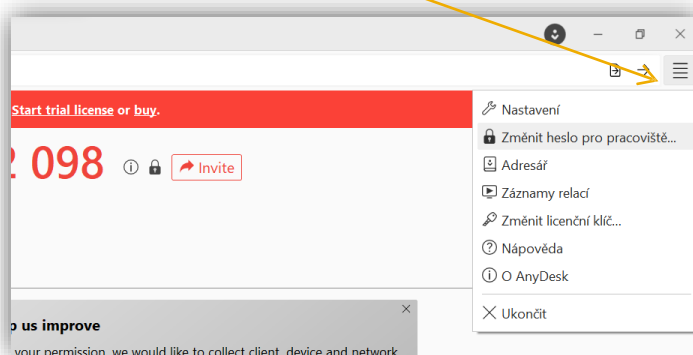 Start trial license or buy.
098
Invite
Nastavení
Změnit heslo pro pracoviště...
Adresář
Záznamy relací
Změnit licenční klíč...
Nápověda
O AnyDesk
Ukončit
us improve
your permission, we would like to collect client, device and network